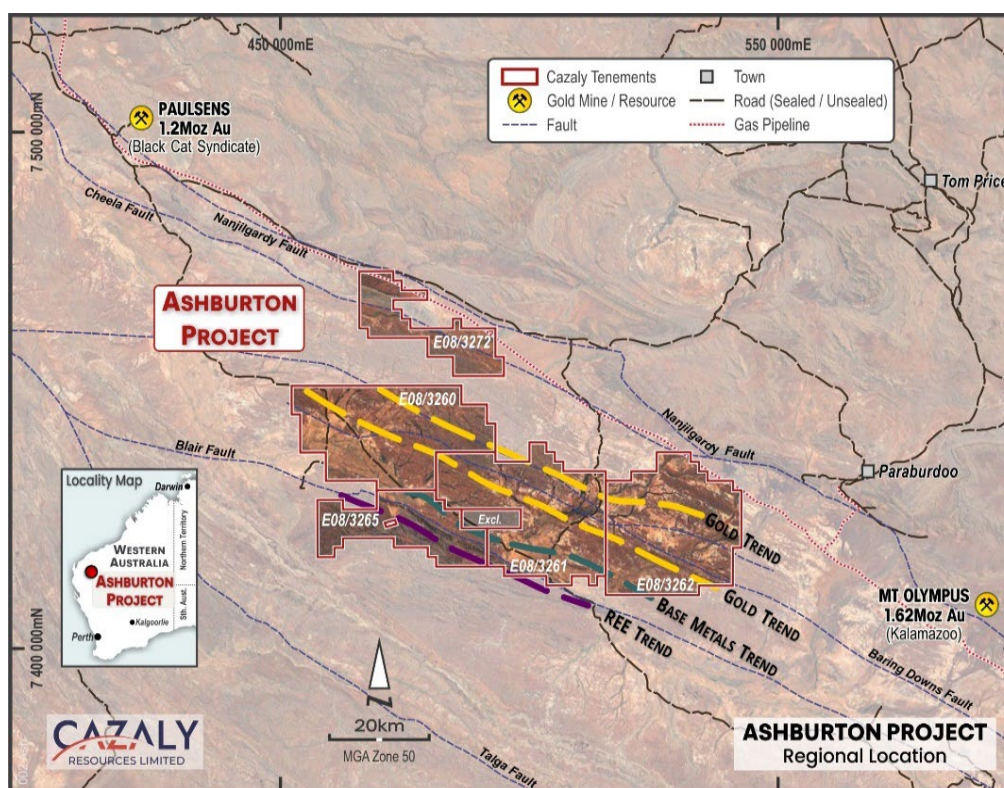 450 000mE
550 000mE
Cazaly Tenements
Town
Gold Mine / Resource
Road (Sealed / Unsealed)
Fault
Gas Pipeline
PAULSENS
1.2Moz Au
(Black Cat Syndicate)
7 500 000mN
Tom Price
Cheela Fault
Nanjilgardy Fault
ASHBURTON
PROJECT
E08/3272
E08/3260
Nanjilgardy Fault
Blair Fault
Paraburdoo
Locality Map
Darwin
Northern Territory
WESTERN
AUSTRALIA
ASHBURTON
PROJECT
Sth. Aust.
Kalgoorlie
Perth
E08/3265
Excl.
E08/3261
E08/3262
GOLD TREND
GOLD TREND
BASE METALS TREND
REE TREND
MT OLYMPUS
1.62Moz Au
(Kalamazoo)
Baring Downs Fault
7 400 000mN
N
20km
MGA Zone 50
Talga Fault
CAZALY
RESOURCES LIMITED
ASHBURTON PROJECT
Regional Location